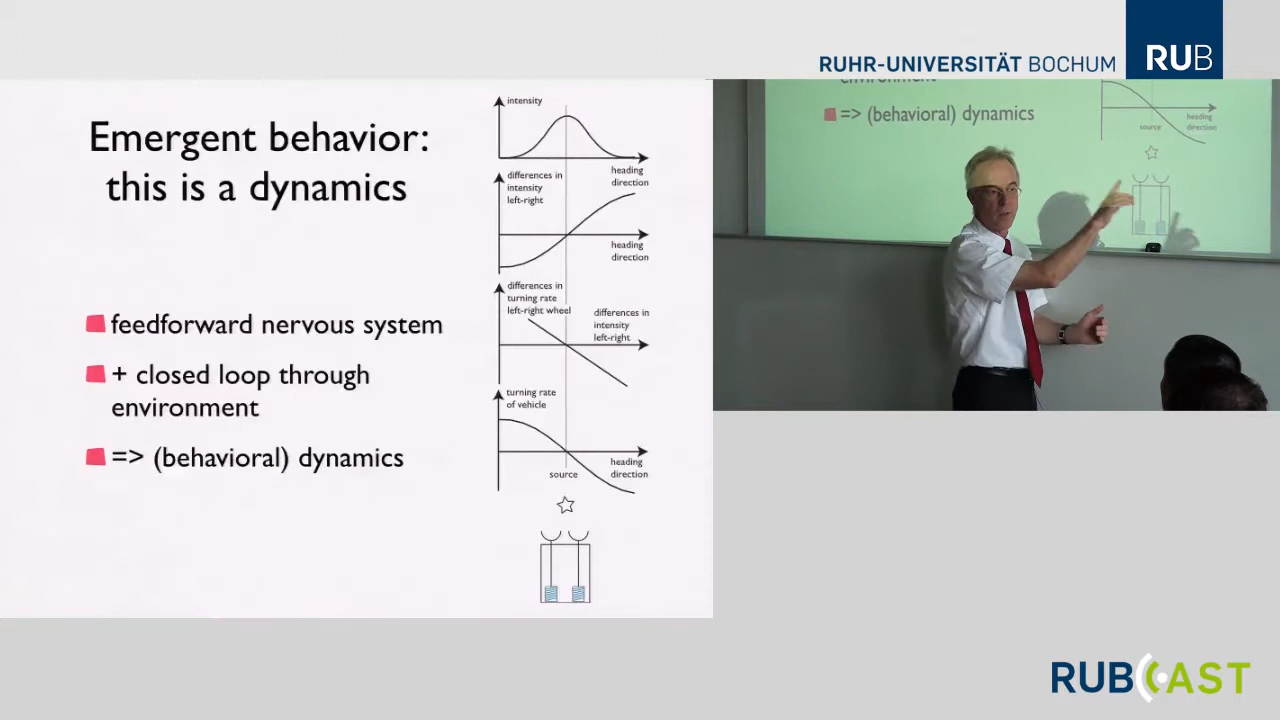 RUHR-UNIVERSITÄT BOCHUM
RUB
Emergent behavior:
this is a dynamics
feedforward nervous system
+ closed loop through
environment
=> (behavioral) dynamics
intensity
heading
direction
differences in
intensity
left-right
heading
direction
differences in
turning rate
left-right wheel
differences in
intensity
left-right
turning rate
of vehicle
source
heading
direction
environment
=> (behavioral) dynamics
source
heading
direction
RUBCAST